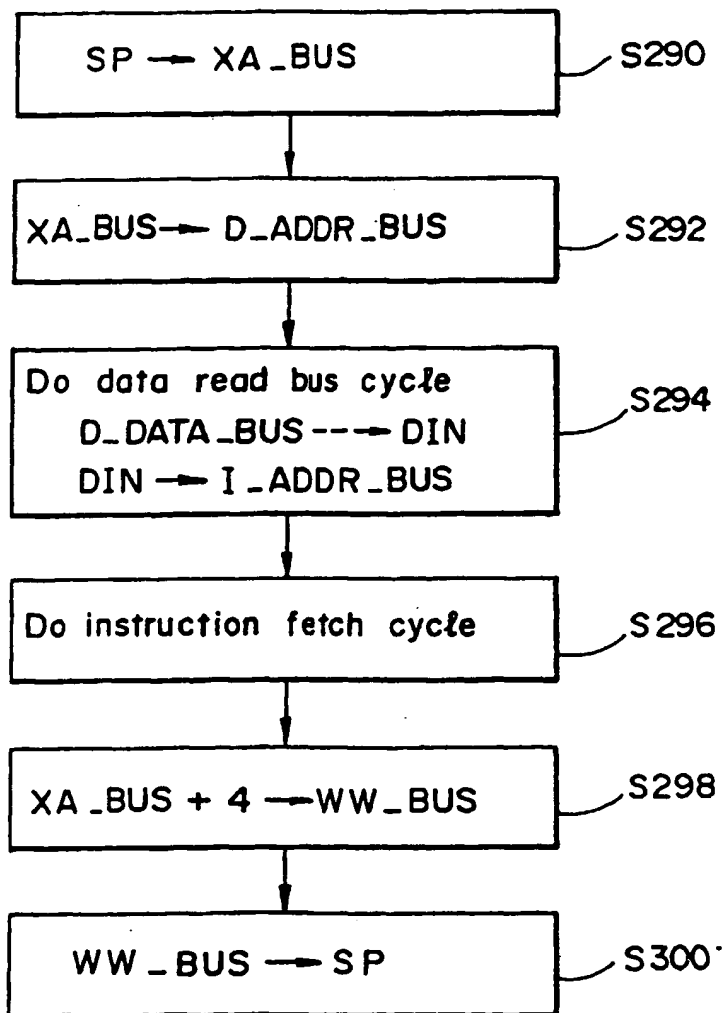 SP → XA_BUS
S290
XA_BUS → D_ADDR_BUS
S292
Do data read bus cycle
D_DATA_BUS ---→ DIN
DIN → I_ADDR_BUS
S294
Do instruction fetch cycle
S296
XA_BUS + 4 → WW_BUS
S298
WW_BUS → SP
S300